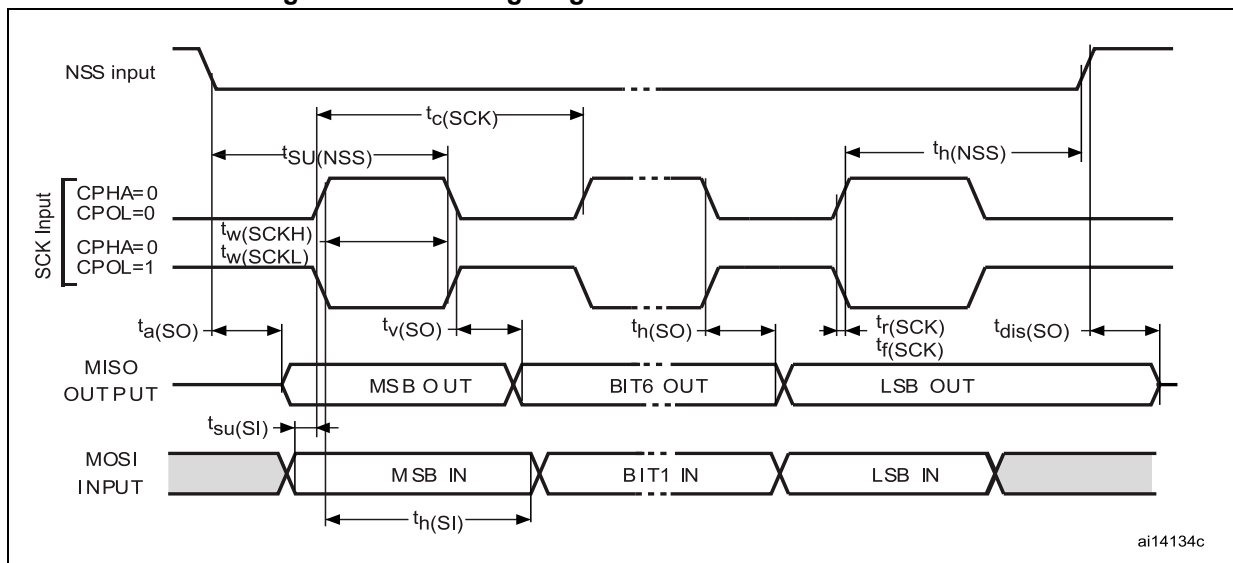 NSS input
tc(SCK)
tSU(NSS)
th(NSS)
SCK Input
CPHA=0
CPOL=0
CPHA=0
CPOL=1
tw(SCKH)
tw(SCKL)
ta(SO)
tv(SO)
th(SO)
tr(SCK)
tf(SCK)
tdis(SO)
MISO
OUTPUT
MSB OUT
BIT6 OUT
LSB OUT
tsu(SI)
MOSI
INPUT
MSB IN
BIT1 IN
LSB IN
th(SI)
ai14134c